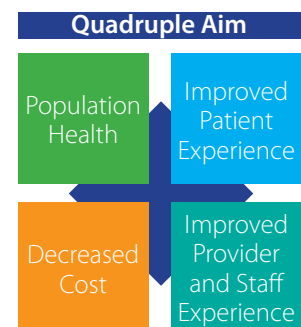 Quadruple Aim
Population
Health
Improved
Patient
Experience
Decreased
Cost
Improved
Provider
and Staff
Experience